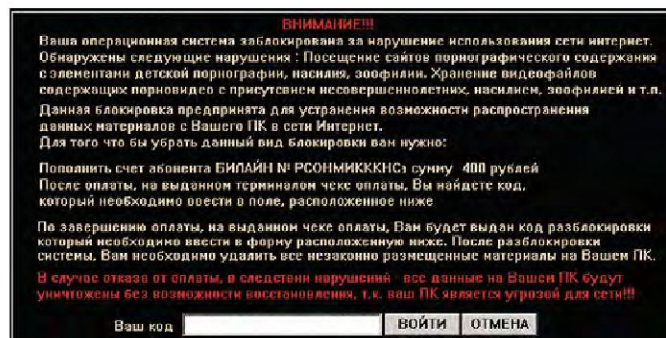 ВНИМАНИЕ!!!
Ваша операционная система заблокирована за нарушение использования сети интернет.
Обнаружены следующие нарушения : Посещение сайтов порнографического содержания
с элементами детской порнографии, насилия, зоофилии. Хранение видеофайлов
содержащих порновидео с присутсвием несовершеннолетних, насилием, зоофилией и т.п.
Данная блокировка предпринята для устранения возможности распространения
данных материалов с Вашего ПК в сети Интернет.
Для того что бы убрать данный вид блокировки вам нужно:
Пополнить счет абонента БИЛАЙН № РСОНМИКККНСэ сумму 400 рублей
После оплаты, на выданном терминалом чеке оплаты, Вы найдете код,
который необходимо ввести в поле, расположенное ниже
По завершению оплаты, на выданном чеке оплаты, Вам будет выдан код разблокировки
который необходимо ввести в форму расположенную ниже. После разблокировки
системы, Вам необходимо удалить все незаконно размещенные материалы на Вашем ПК.
В случае отказа от оплаты, в следствии нарушений все данные на Вашем ПК будут
уничтожены без возможности восстановления, т.к. ваш ПК является угрозой для сети!!!
Ваш код ВОЙТИ ОТМЕНА